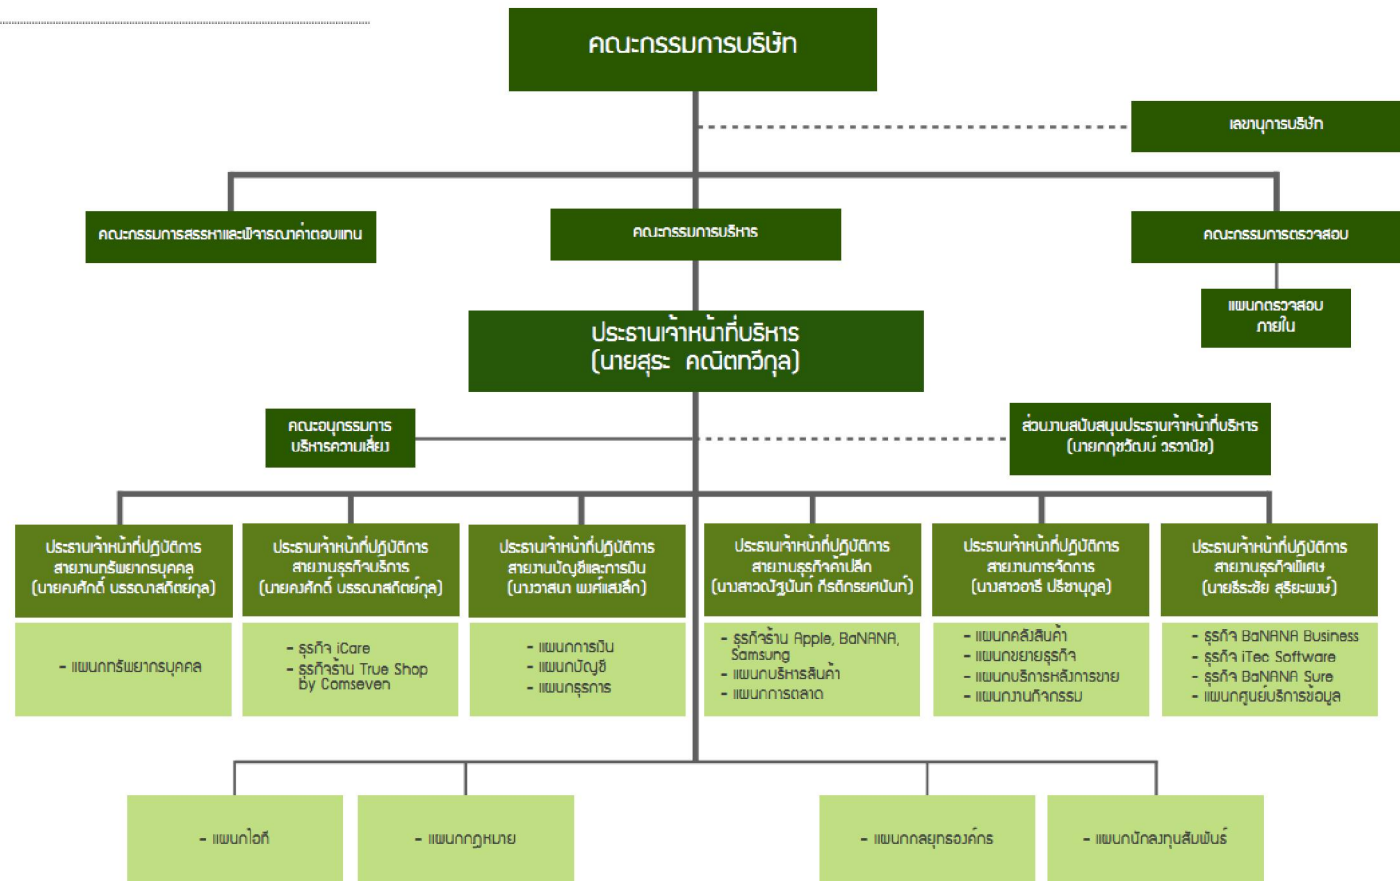 คณะกรรมการบริษัท
เลขานุการบริษัท
คณะกรรมการสรรหาและพิจารณาค่าตอบแทน
คณะกรรมการบริหาร
คณะกรรมการตรวจสอบ
แผนกตรวจสอบ
ภายใน
ประธานเจ้าหน้าที่บริหาร
(นายสุระ คณิตทวีกุล)
คณะอนุกรรมการ
บริหารความเสี่ยง
ส่วนงานสนับสนุนประธานเจ้าหน้าที่บริหาร
(นายกฤชวัฒน์ วรวานิช)
ประธานเจ้าหน้าที่ปฏิบัติการ
สายงานทรัพยากรบุคคล
(นายคงศักดิ์ บรรณาสถิตย์กุล)
- แผนกทรัพยากรบุคคล
ประธานเจ้าหน้าที่ปฏิบัติการ
สายงานธุรกิจบริการ
(นายคงศักดิ์ บรรณาสถิตย์กุล)
- ธุรกิจ iCare
- ธุรกิจร้าน True Shop
by Comseven
ประธานเจ้าหน้าที่ปฏิบัติการ
สายงานบัญชีและการเงิน
(นางวาสนา พงศ์แสงลึก)
- แผนกการเงิน
- แผนกบัญชี
- แผนกธุรการ
ประธานเจ้าหน้าที่ปฏิบัติการ
สายงานธุรกิจค้าปลีก
(นางสาวณัฐนันท์ กีรติกรยศนันท์)
- ธุรกิจร้าน Apple, BaNANA,
Samsung
- แผนกบริหารสินค้า
- แผนกการตลาด
ประธานเจ้าหน้าที่ปฏิบัติการ
สายงานการจัดการ
(นางสาวอารี ปรีชานุกูล)
- แผนกคลังสินค้า
- แผนกขยายธุรกิจ
- แผนกบริการหลังการขาย
- แผนกงานกิจกรรม
ประธานเจ้าหน้าที่ปฏิบัติการ
สายงานธุรกิจพิเศษ
(นายธีระชัย สุริยะพงษ์)
- ธุรกิจ BaNANA Business
- ธุรกิจ iTec Software
- ธุรกิจ BaNANA Sure
- แผนกศูนย์บริการข้อมูล
- แผนกไอที
- แผนกกฎหมาย
- แผนกกลยุทธองค์กร
- แผนกนักลงทุนสัมพันธ์